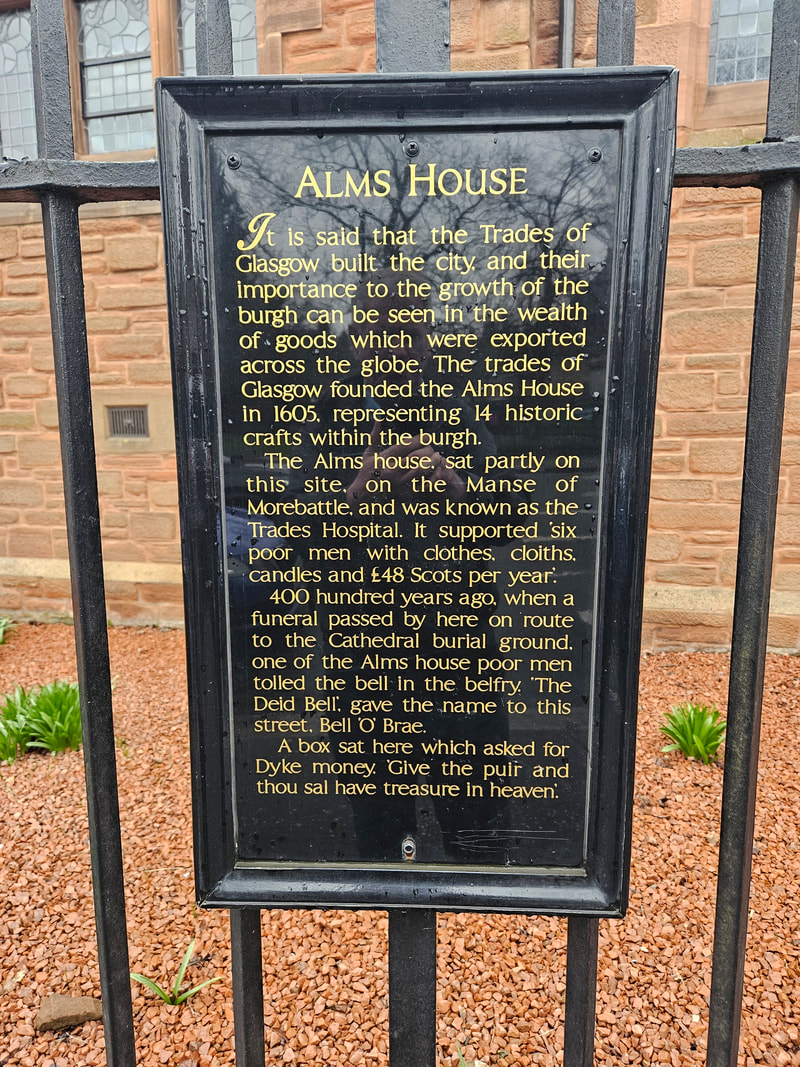 ALMS HOUSE
It is said that the Trades of
Glasgow built the city, and their
importance to the growth of the
burgh can be seen in the wealth
of goods which were exported
across the globe. The trades of
Glasgow founded the Alms House
in 1605, representing 14 historic
crafts within the burgh.
The Alms house, sat partly on
this site, on the Manse of
Morebattle, and was known as the
Trades Hospital. It supported 'six
poor men with clothes, cloiths,
candles and £48 Scots per year'.
400 hundred years ago, when a
funeral passed by here on route
to the Cathedral burial ground,
one of the Alms house poor men
tolled the bell in the belfry. 'The
Deid Bell', gave the name to this
street, Bell 'O' Brae.
A box sat here which asked for
Dyke money. 'Give the puir and
thou sal have treasure in heaven'.